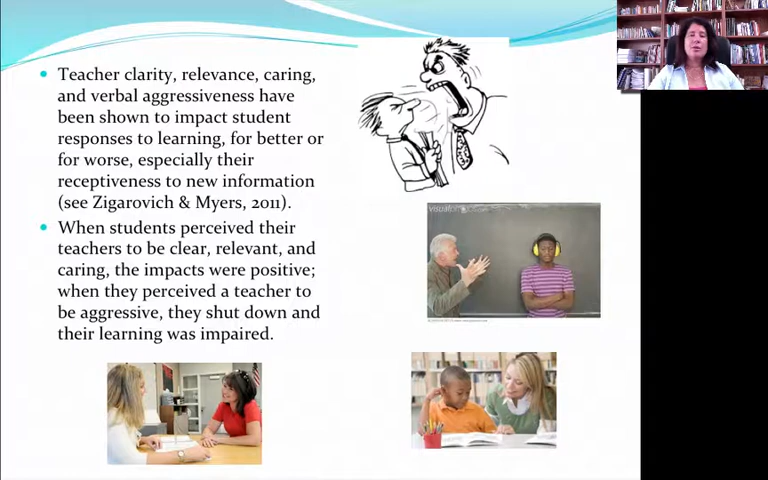 Teacher clarity, relevance, caring,
and verbal aggressiveness have
been shown to impact student
responses to learning, for better or
for worse, especially their
receptiveness to new information
(see Zigarovich & Myers, 2011).
When students perceived their
teachers to be clear, relevant, and
caring, the impacts were positive;
when they perceived a teacher to
be aggressive, they shut down and
their learning was impaired.